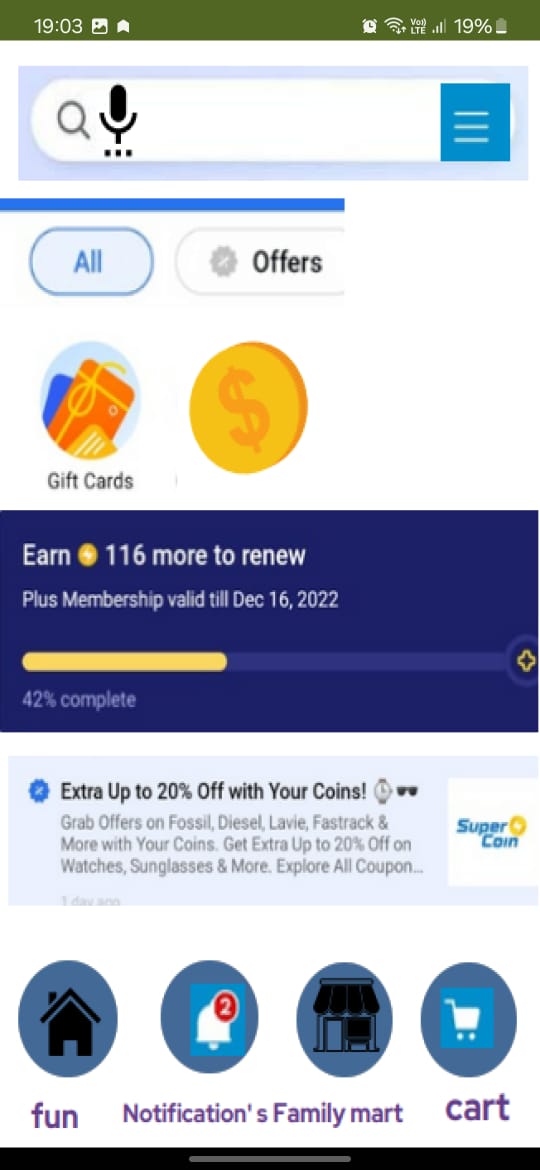 19:03 Vo) LTE 19%
All Offers
$
Gift Cards
Earn 116 more to renew
Plus Membership valid till Dec 16, 2022
42% complete
Extra Up to 20% Off with Your Coins!
Grab Offers on Fossil, Diesel, Lavie, Fastrack &
More with Your Coins. Get Extra Up to 20% Off on
Watches, Sunglasses & More. Explore All Coupon...
Super
Coin
1 day ago
2
fun Notification's Family mart cart